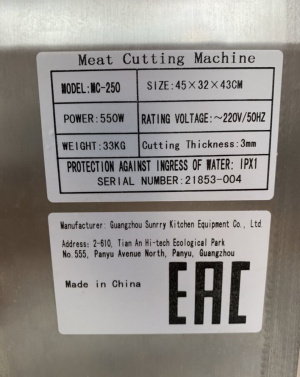 Meat Cutting Machine
MODEL:MC-250 SIZE:45×32×43CM
POWER:550W RATING VOLTAGE:~220V/50HZ
WEIGHT:33KG Cutting Thickness:3mm
PROTECTION AGAINST INGRESS OF WATER: IPX1
SERIAL NUMBER:21853-004
Manufacturer: Guangzhou Sunrry Kitchen Equipment Co., Ltd.
Address: 2-610, Tian An Hi-tech Ecological Park
No.555, Panyu Avenue North, Panyu, Guangzhou
Made in China
EAC